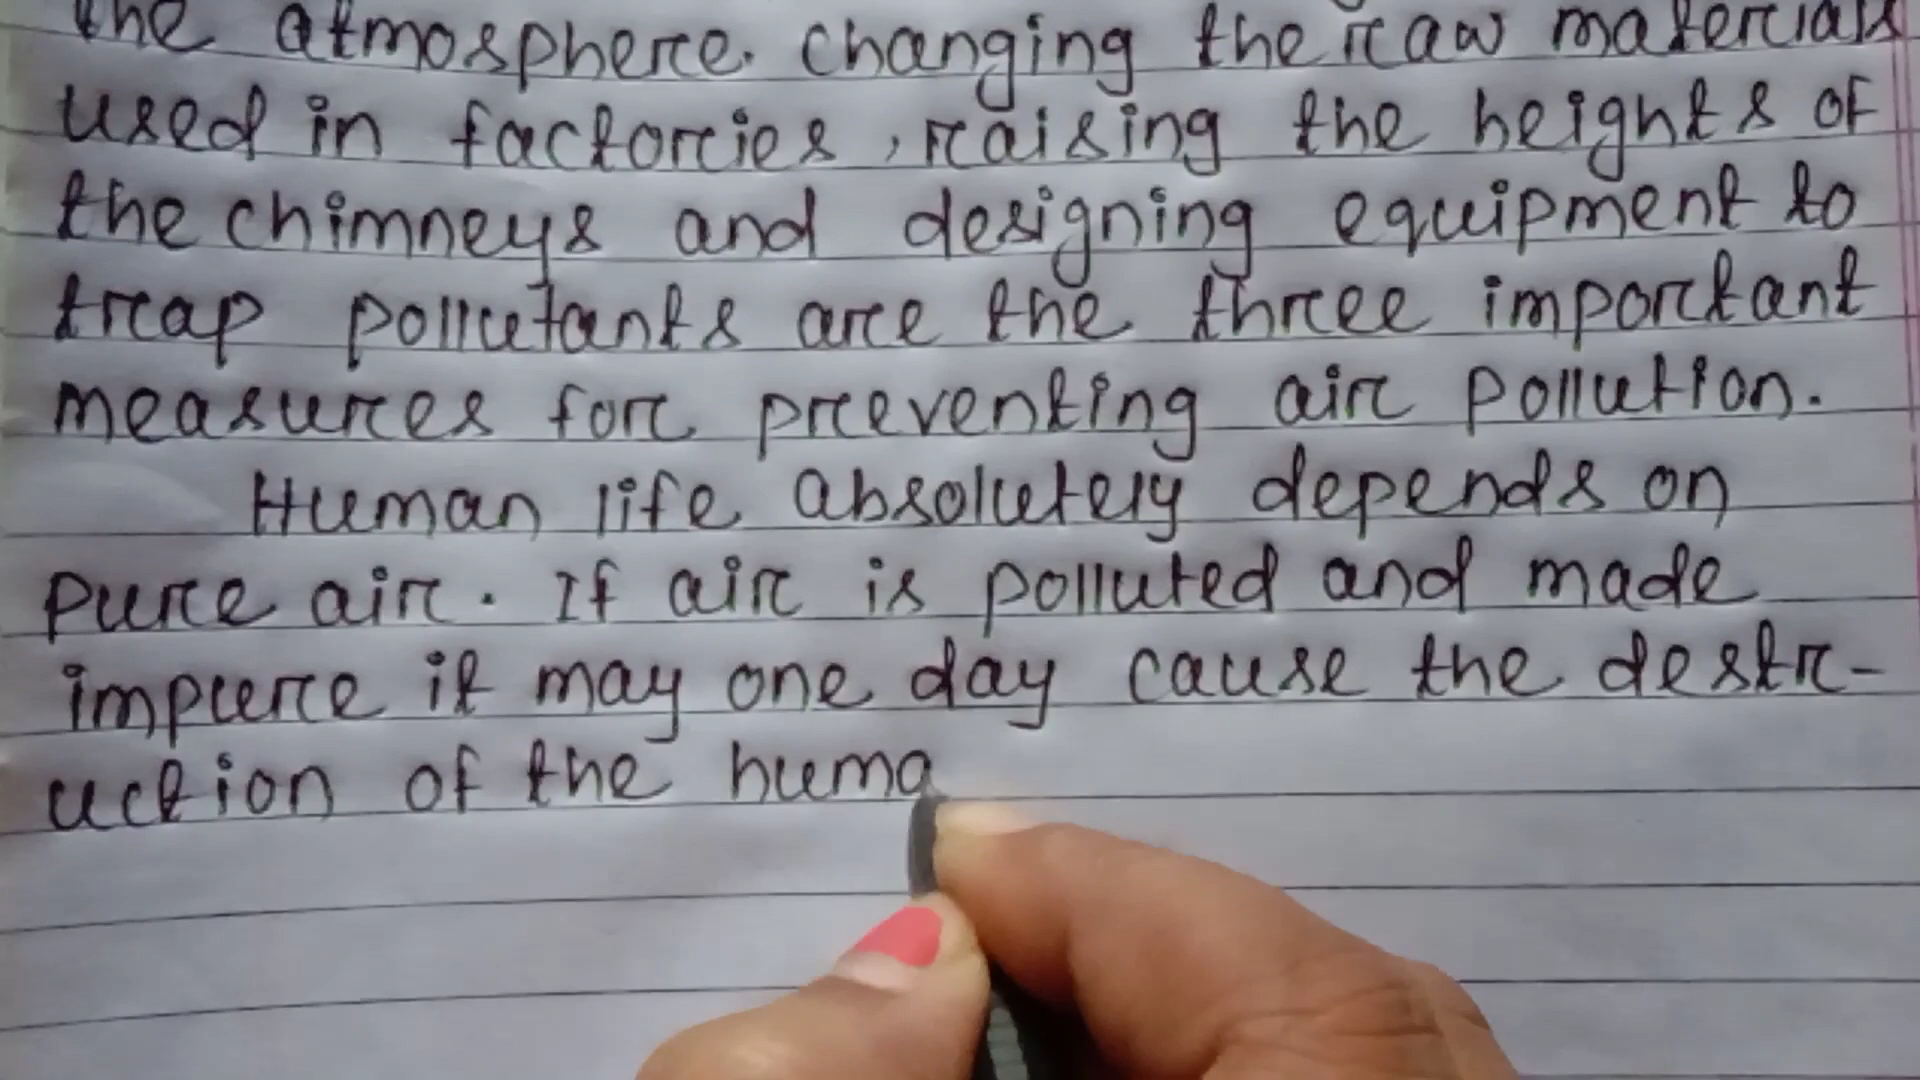 the atmosphere. changing the raw materials
used in factories, raising the heights of
the chimneys and designing equipment to
trap pollutants are the three important
measures for preventing air pollution.
Human life absolutely depends on
pure air. If air is polluted and made
impure it may one day cause the destr-
uction of the huma